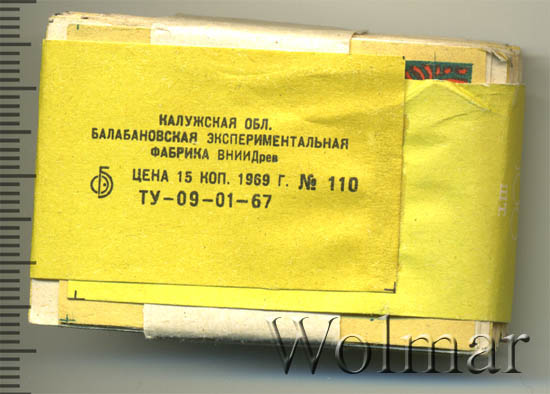 КАЛУЖСКАЯ ОБЛ.
БАЛАБАНОВСКАЯ ЭКСПЕРИМЕНТАЛЬНАЯ
ФАБРИКА ВНИИДрев
ЦЕНА 15 КОП. 1969 Г. № 110
ТУ-09-01-67
Wolmar